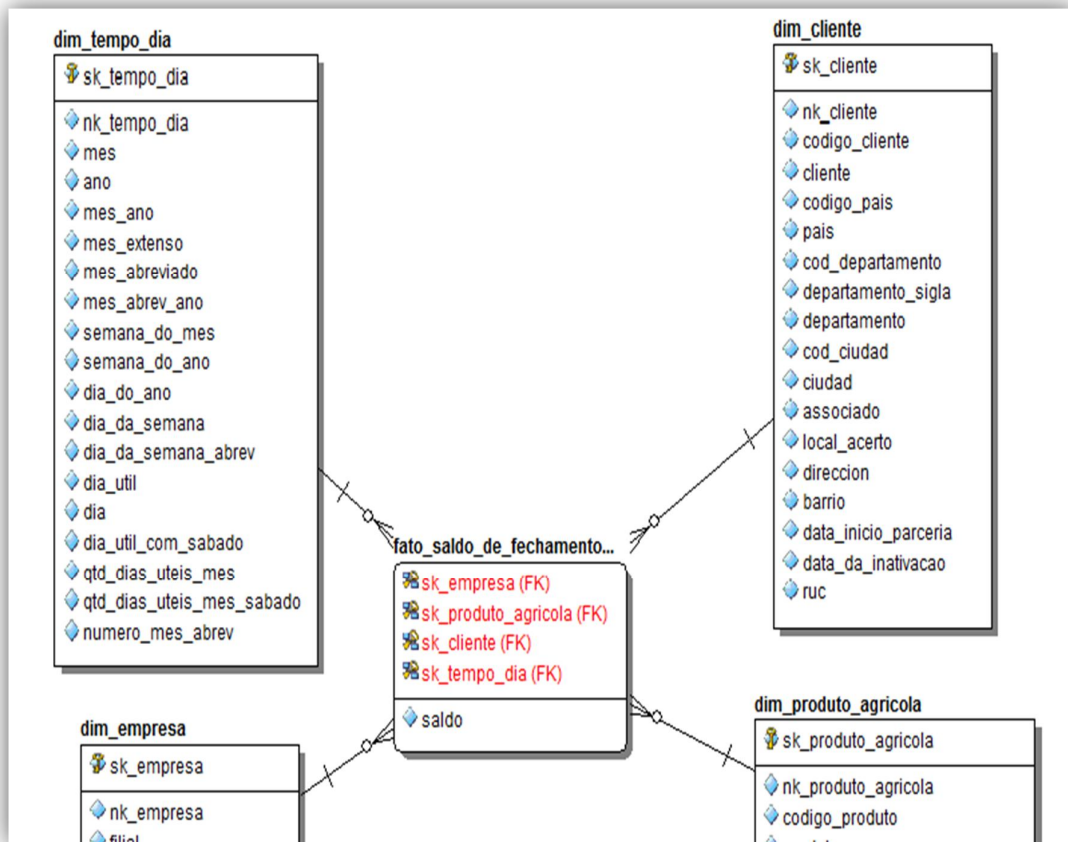 dim_tempo_dia
sk_tempo_dia
nk_tempo_dia
mes
ano
mes_ano
mes_extenso
mes_abreviado
mes_abrev_ano
semana_do_mes
semana_do_ano
dia_do_ano
dia_da_semana
dia_da_semana_abrev
dia_util
dia
dia_util_com_sabado
qtd_dias_uteis_mes
qtd_dias_uteis_mes_sabado
numero_mes_abrev
dim_cliente
sk_cliente
nk_cliente
codigo_cliente
cliente
codigo_pais
pais
cod_departamento
departamento_sigla
departamento
cod_ciudad
ciudad
associado
local_acerto
direccion
barrio
data_inicio_parceria
data_da_inativacao
ruc
fato_saldo_de_fechamento...
sk_empresa (FK)
sk_produto_agricola (FK)
sk_cliente (FK)
sk_tempo_dia (FK)
saldo
dim_empresa
sk_empresa
nk_empresa
filial
dim_produto_agricola
sk_produto_agricola
nk_produto_agricola
codigo_produto